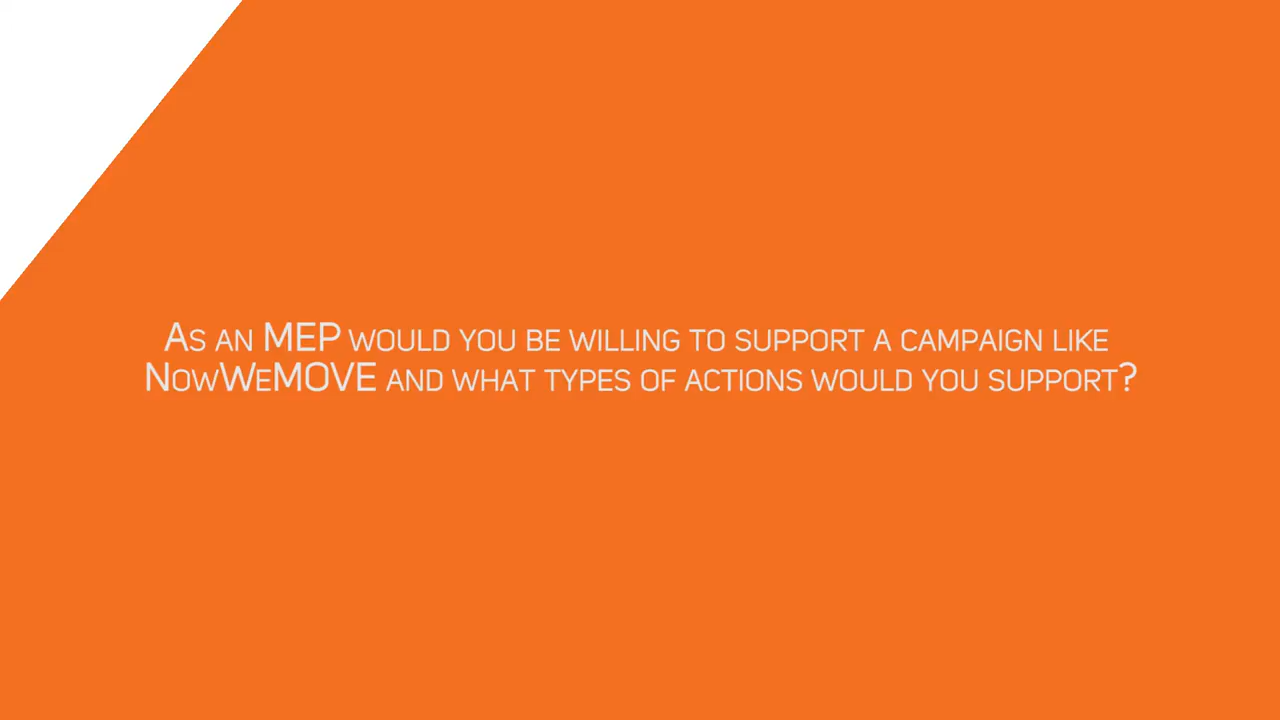 As an MEP would you be willing to support a campaign like
NowWeMOVE and what types of actions would you support?